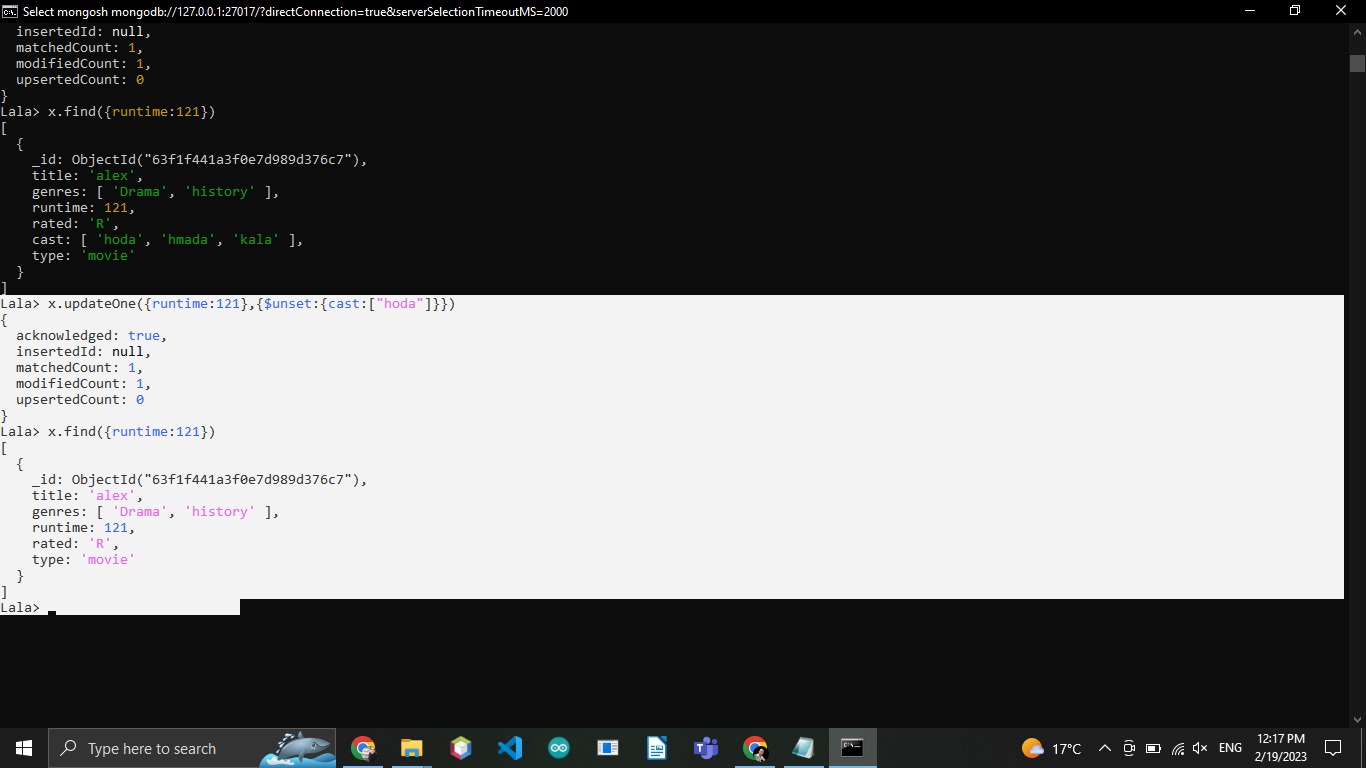 Select mongosh mongodb://127.0.0.1:27017/?directConnection=true&serverSelectionTimeoutMS=2000
  insertedId: null,
  matchedCount: 1,
  modifiedCount: 1,
  upsertedCount: 0
}
Lala> x.find({runtime:121})
[
  {
    _id: ObjectId("63f1f441a3f0e7d989d376c7"),
    title: 'alex',
    genres: [ 'Drama', 'history' ],
    runtime: 121,
    rated: 'R',
    cast: [ 'hoda', 'hmada', 'kala' ],
    type: 'movie'
  }
]
Lala> x.updateOne({runtime:121},{$unset:{cast:["hoda"]}})
{
  acknowledged: true,
  insertedId: null,
  matchedCount: 1,
  modifiedCount: 1,
  upsertedCount: 0
}
Lala> x.find({runtime:121})
[
  {
    _id: ObjectId("63f1f441a3f0e7d989d376c7"),
    title: 'alex',
    genres: [ 'Drama', 'history' ],
    runtime: 121,
    rated: 'R',
    type: 'movie'
  }
]
Lala>
Type here to search
17°C
ENG
12:17 PM
2/19/2023